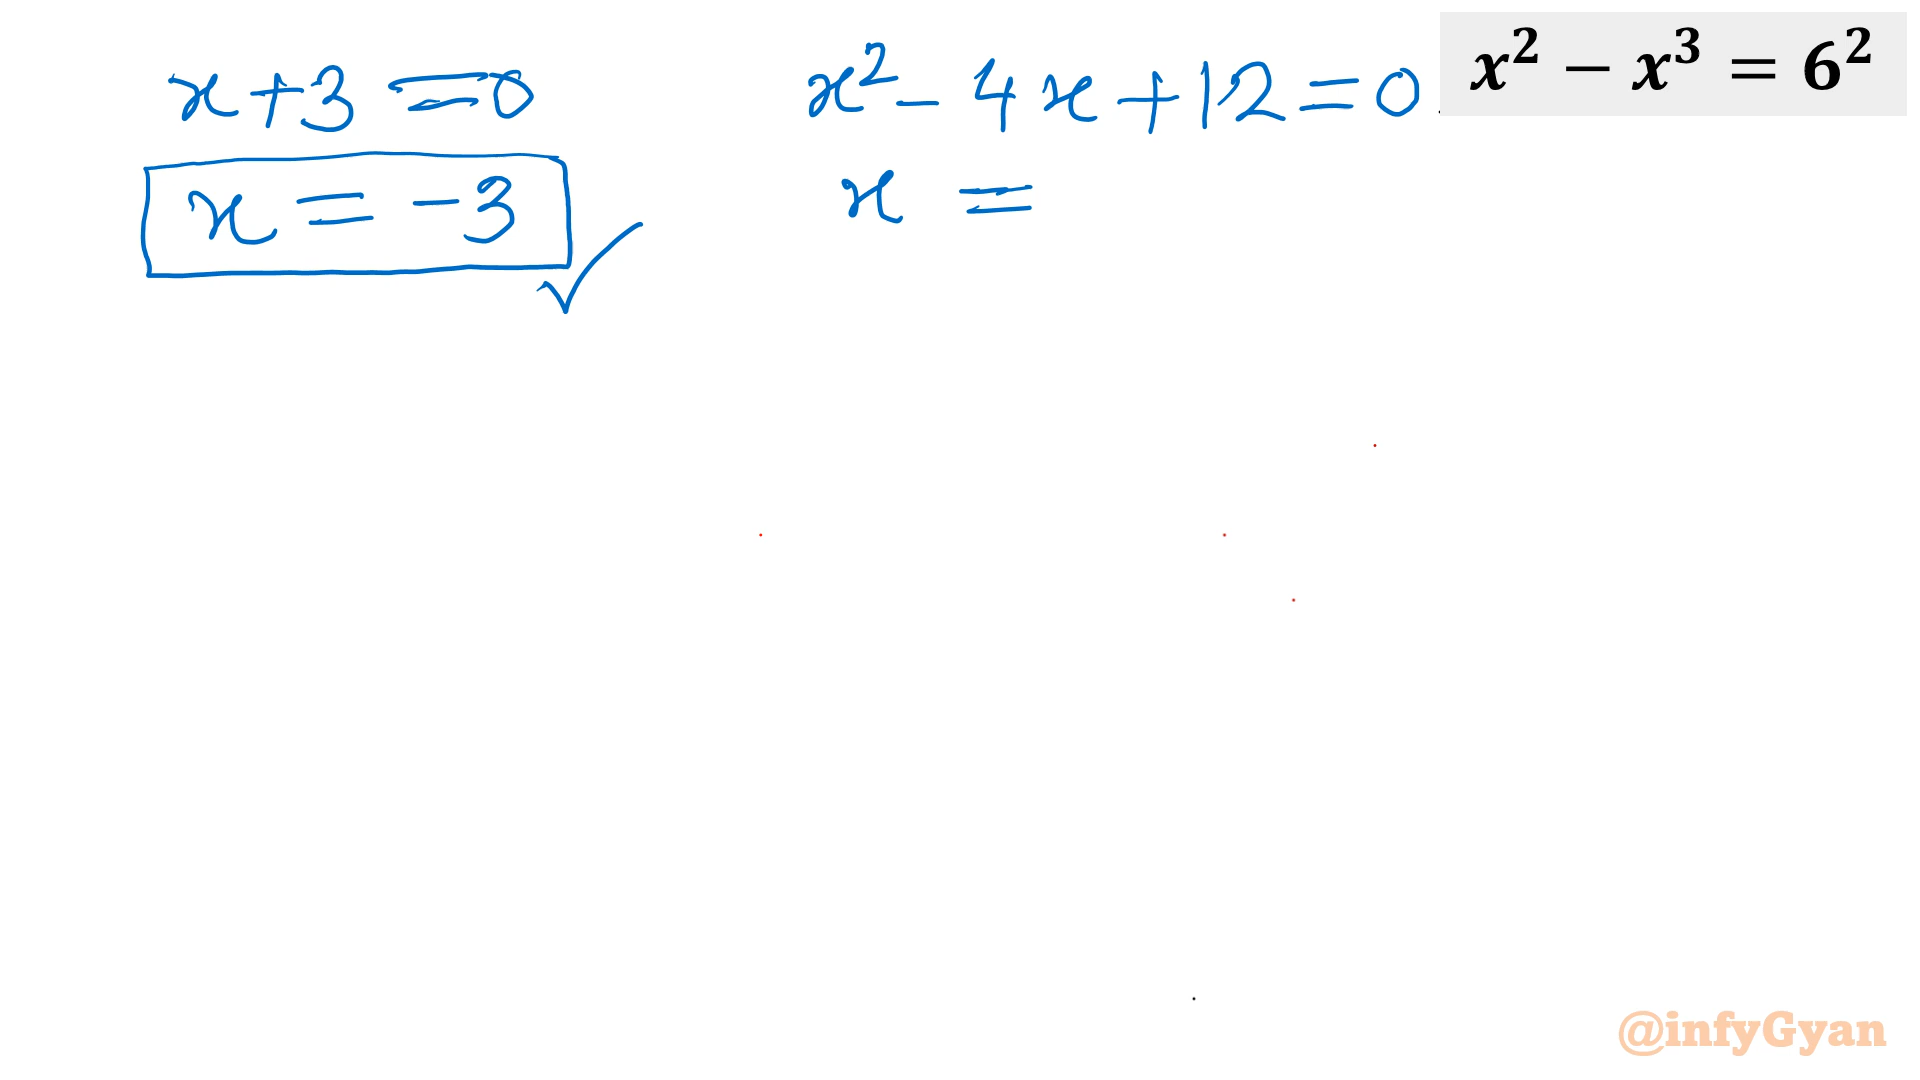 x + 3 = 0
x² - 4x + 12 = 0
x² − x³ = 6²
x = -3
x =
@infyGyan